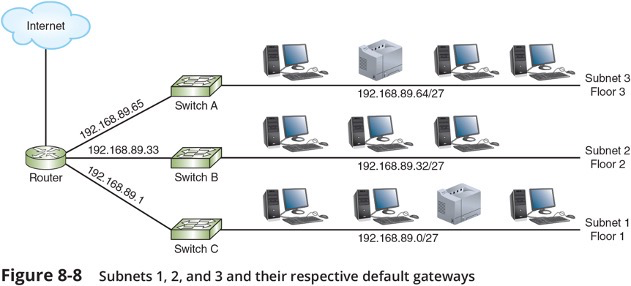 Internet
192.168.89.65
Switch A
192.168.89.64/27
Subnet 3
Floor 3
Router
192.168.89.33
Switch B
192.168.89.32/27
Subnet 2
Floor 2
192.168.89.1
Switch C
192.168.89.0/27
Subnet 1
Floor 1
Figure 8-8 Subnets 1, 2, and 3 and their respective default gateways